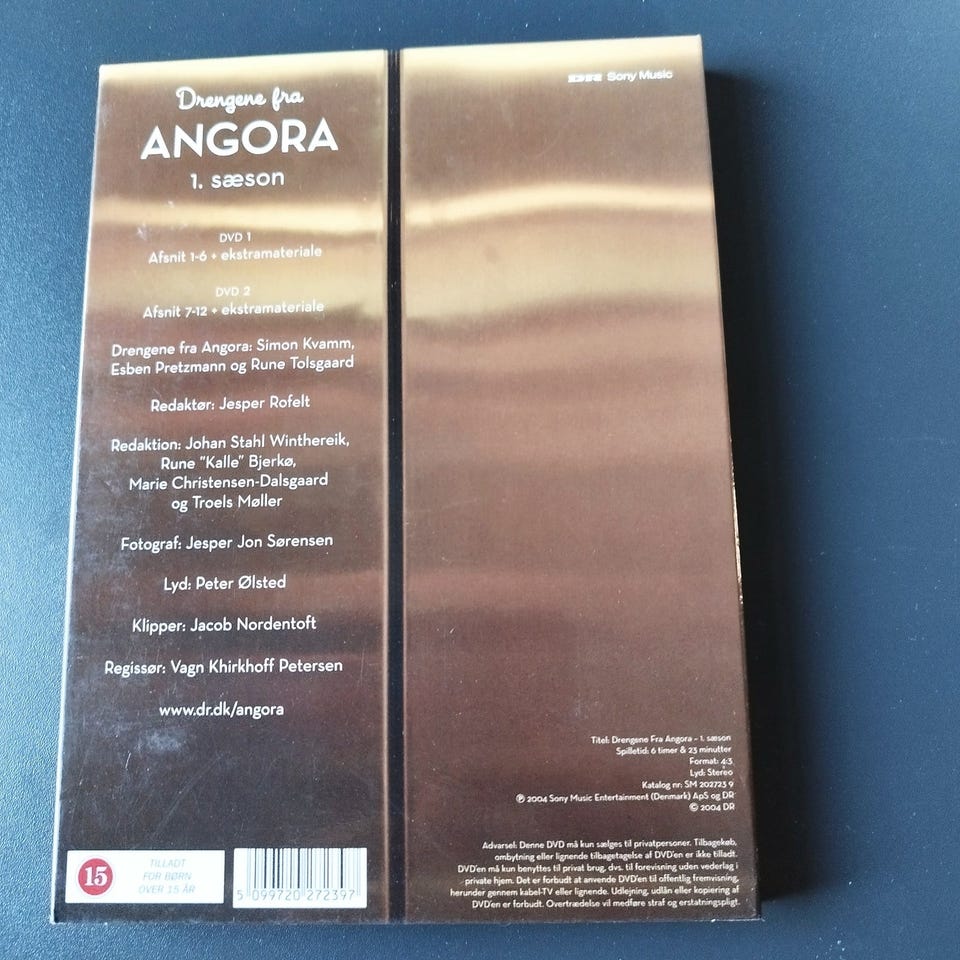 Drengene fra
ANGORA
1. sæson
DVD 1
Afsnit 1-6 + ekstramateriale
DVD 2
Afsnit 7-12 + ekstramateriale
Drengene fra Angora: Simon Kvamm,
Esben Pretzmann og Rune Tolsgaard
Redaktør: Jesper Rofelt
Redaktion: Johan Stahl Winthereik,
Rune "Kalle" Bjerkø,
Marie Christensen-Dalsgaard
og Troels Møller
Fotograf: Jesper Jon Sørensen
Lyd: Peter Ølsted
Klipper: Jacob Nordentoft
Regissør: Vagn Khirkhoff Petersen
www.dr.dk/angora
15
TILLADT
FOR BØRN
OVER 15 ÅR
5 099720 272397
Sony Music
Titel: Drengene Fra Angora – 1. sæson
Spilletid: 6 timer & 23 minutter
Format: 4:3
Lyd: Stereo
Katalog nr: SM 202723 9
℗ 2004 Sony Music Entertainment (Denmark) ApS og DR
© 2004 DR
Advarsel: Denne DVD må kun sælges til privatpersoner. Tilbagekøb,
ombytning eller lignende tilbagetagelse af DVD'en er ikke tilladt.
DVD'en må kun benyttes til privat brug, dvs. til forevisning uden vederlag i
private hjem. Det er forbudt at anvende DVD'en til offentlig fremvisning,
herunder gennem kabel-TV eller lignende. Udlejning, udlån eller kopiering af
DVD'en er forbudt. Overtrædelse vil medføre straf og erstatningspligt.